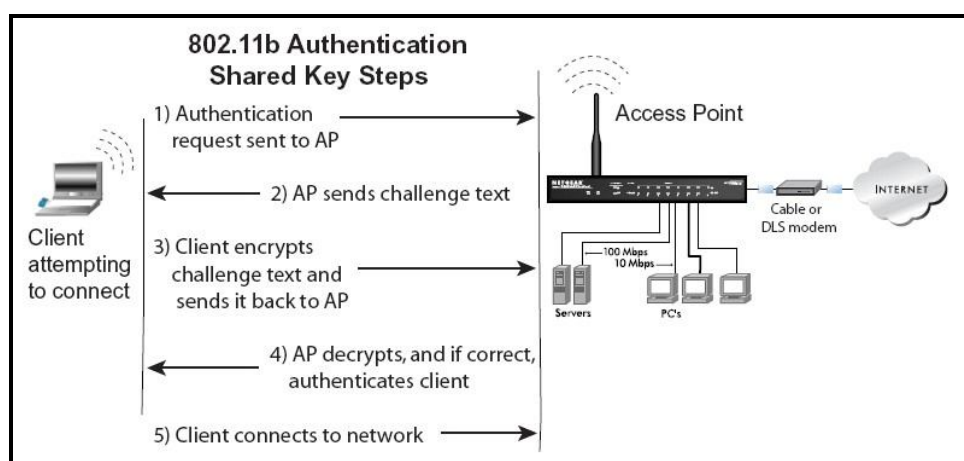 802.11b Authentication
Shared Key Steps
1) Authentication
request sent to AP
Access Point
2) AP sends challenge text
NETGEAR
INTERNET
Cable or
DLS modem
Client
attempting
to connect
3) Client encrypts
challenge text and
sends it back to AP
100 Mbps
10 Mbps
Servers
PC's
4) AP decrypts, and if correct,
authenticates client
5) Client connects to network